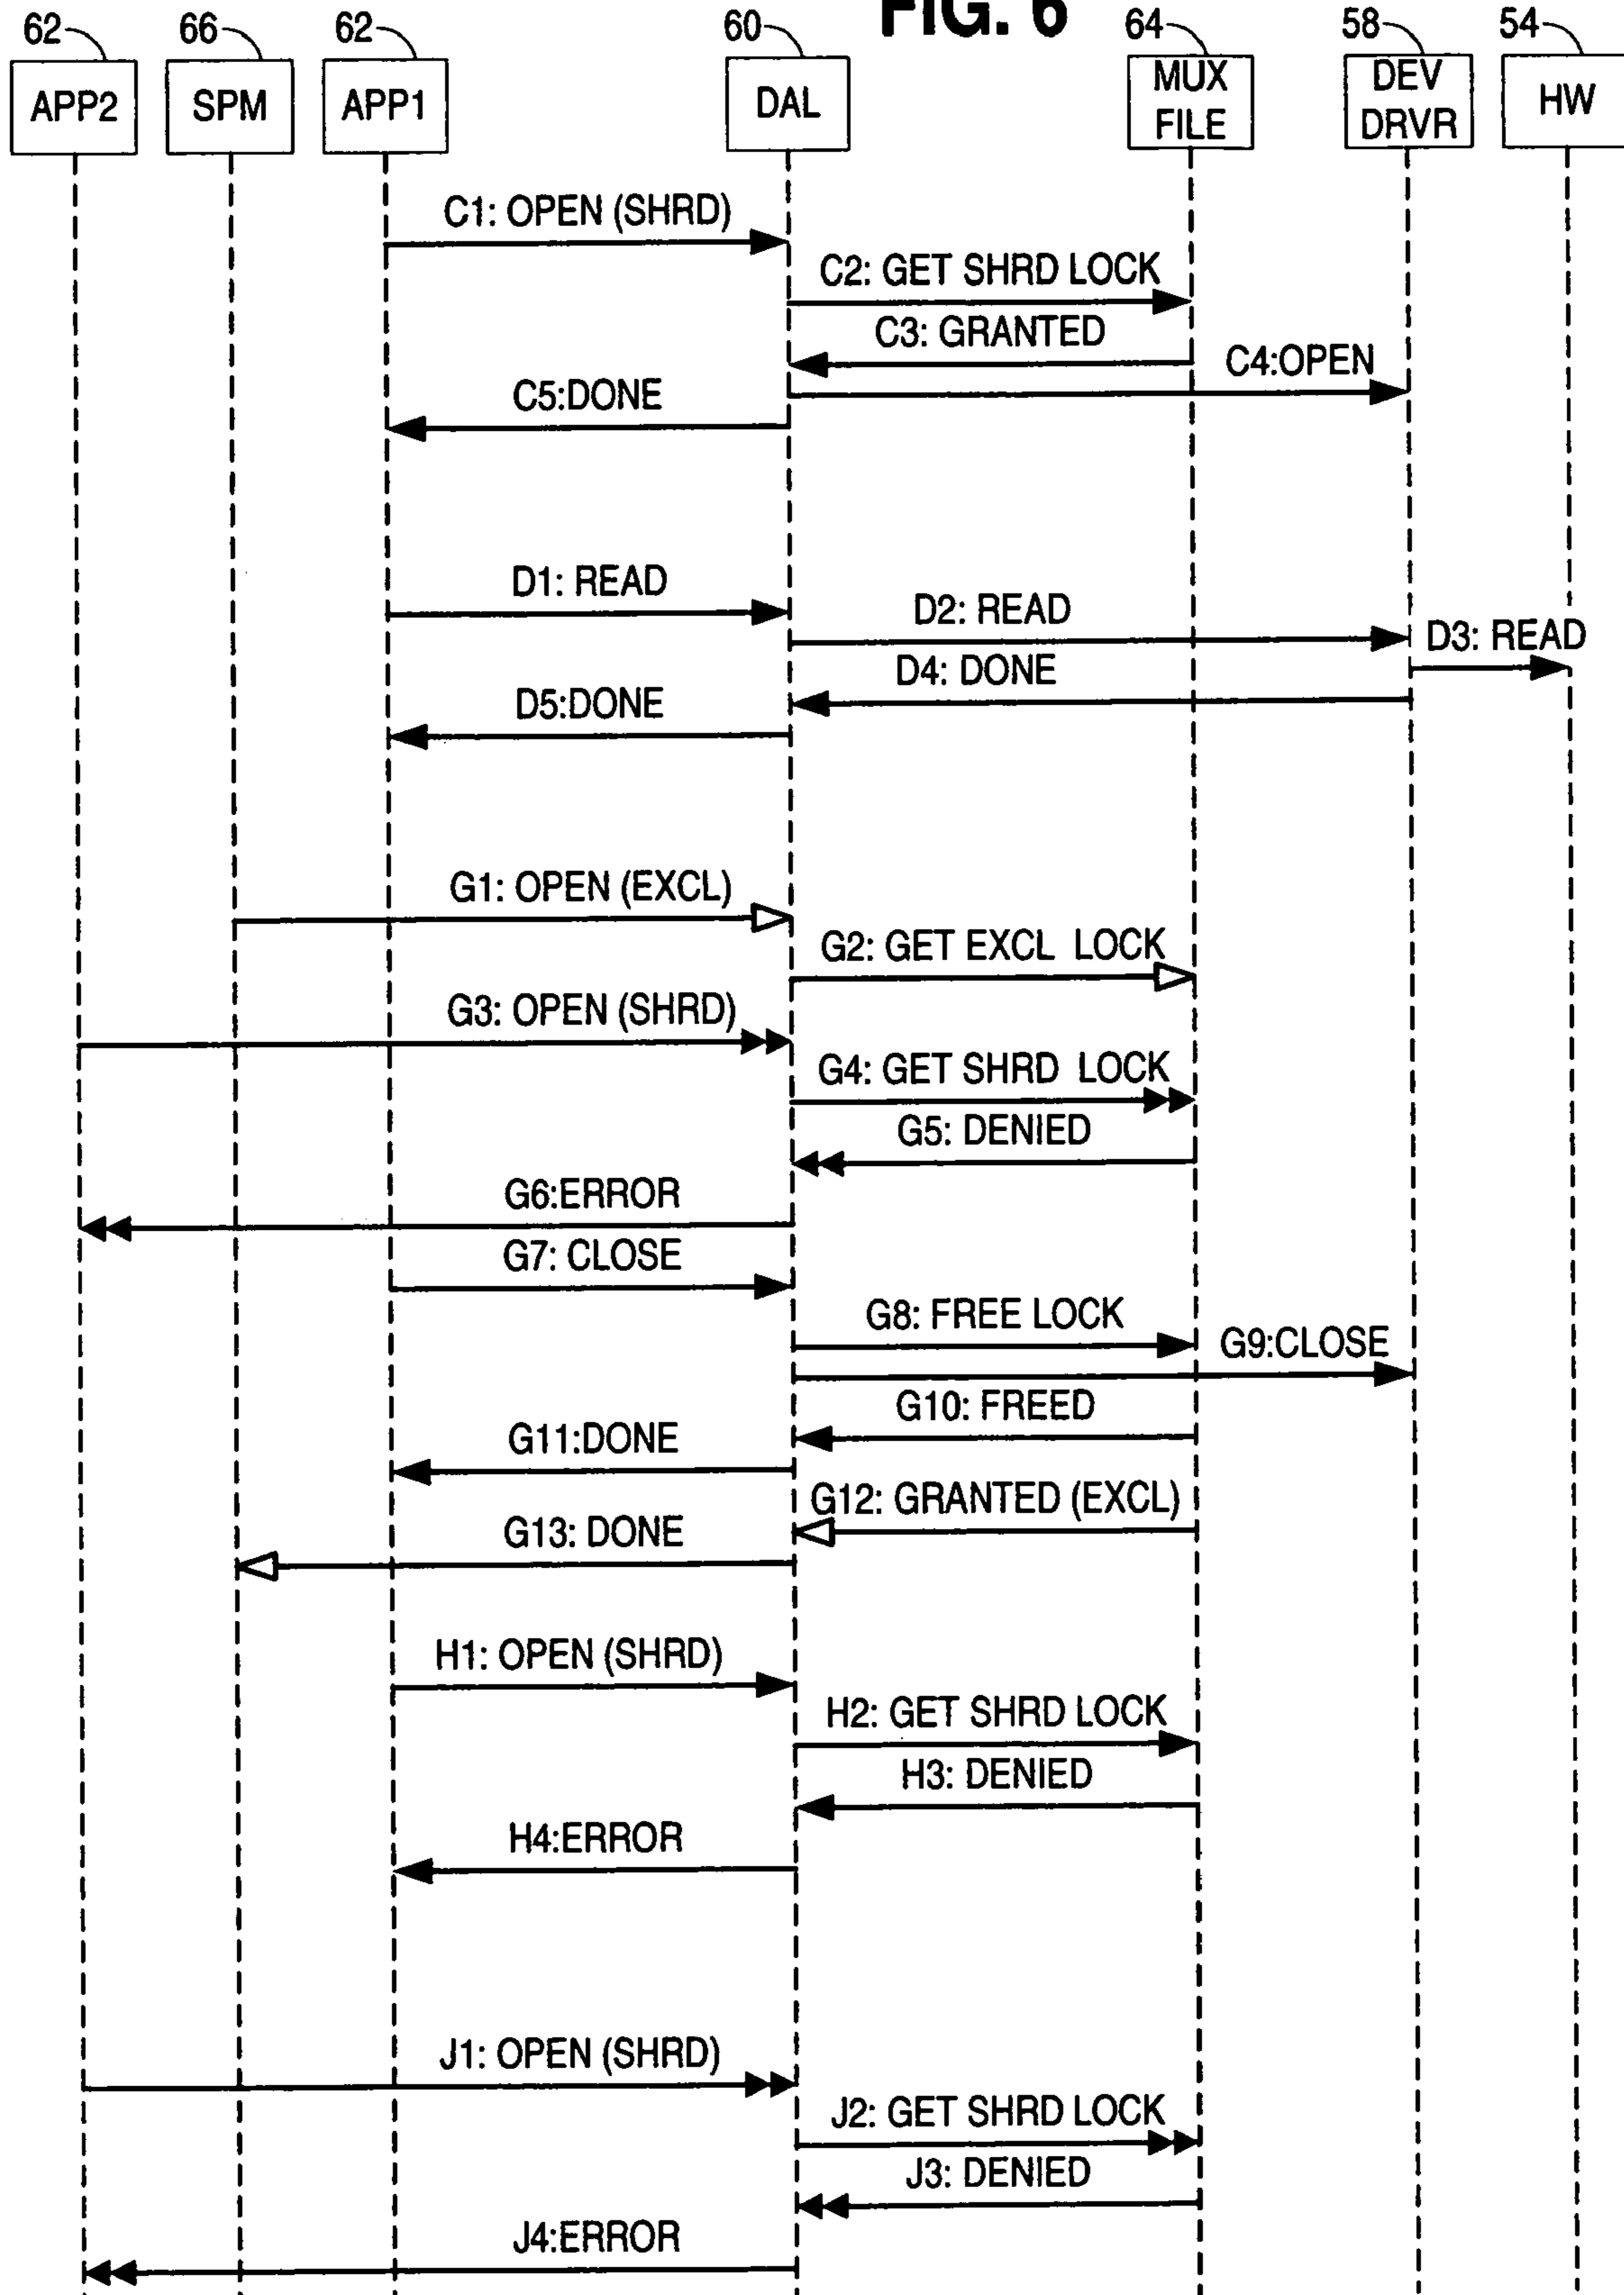 FIG. 6
62
66
62
60
64
58
54
APP2
SPM
APP1
DAL
MUX
FILE
DEV
DRVR
HW
C1: OPEN (SHRD)
C2: GET SHRD LOCK
C3: GRANTED
C4:OPEN
C5:DONE
D1: READ
D2: READ
D3: READ
D4: DONE
D5:DONE
G1: OPEN (EXCL)
G2: GET EXCL LOCK
G3: OPEN (SHRD)
G4: GET SHRD LOCK
G5: DENIED
G6:ERROR
G7: CLOSE
G8: FREE LOCK
G9:CLOSE
G10: FREED
G11:DONE
G12: GRANTED (EXCL)
G13: DONE
H1: OPEN (SHRD)
H2: GET SHRD LOCK
H3: DENIED
H4:ERROR
J1: OPEN (SHRD)
J2: GET SHRD LOCK
J3: DENIED
J4:ERROR